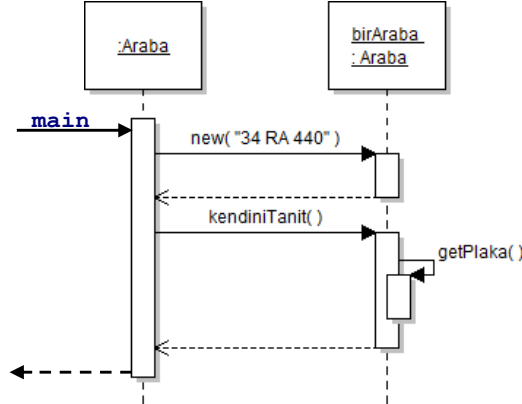 :Araba
birAraba
: Araba
main
new( "34 RA 440" )
kendiniTanit( )
getPlaka( )